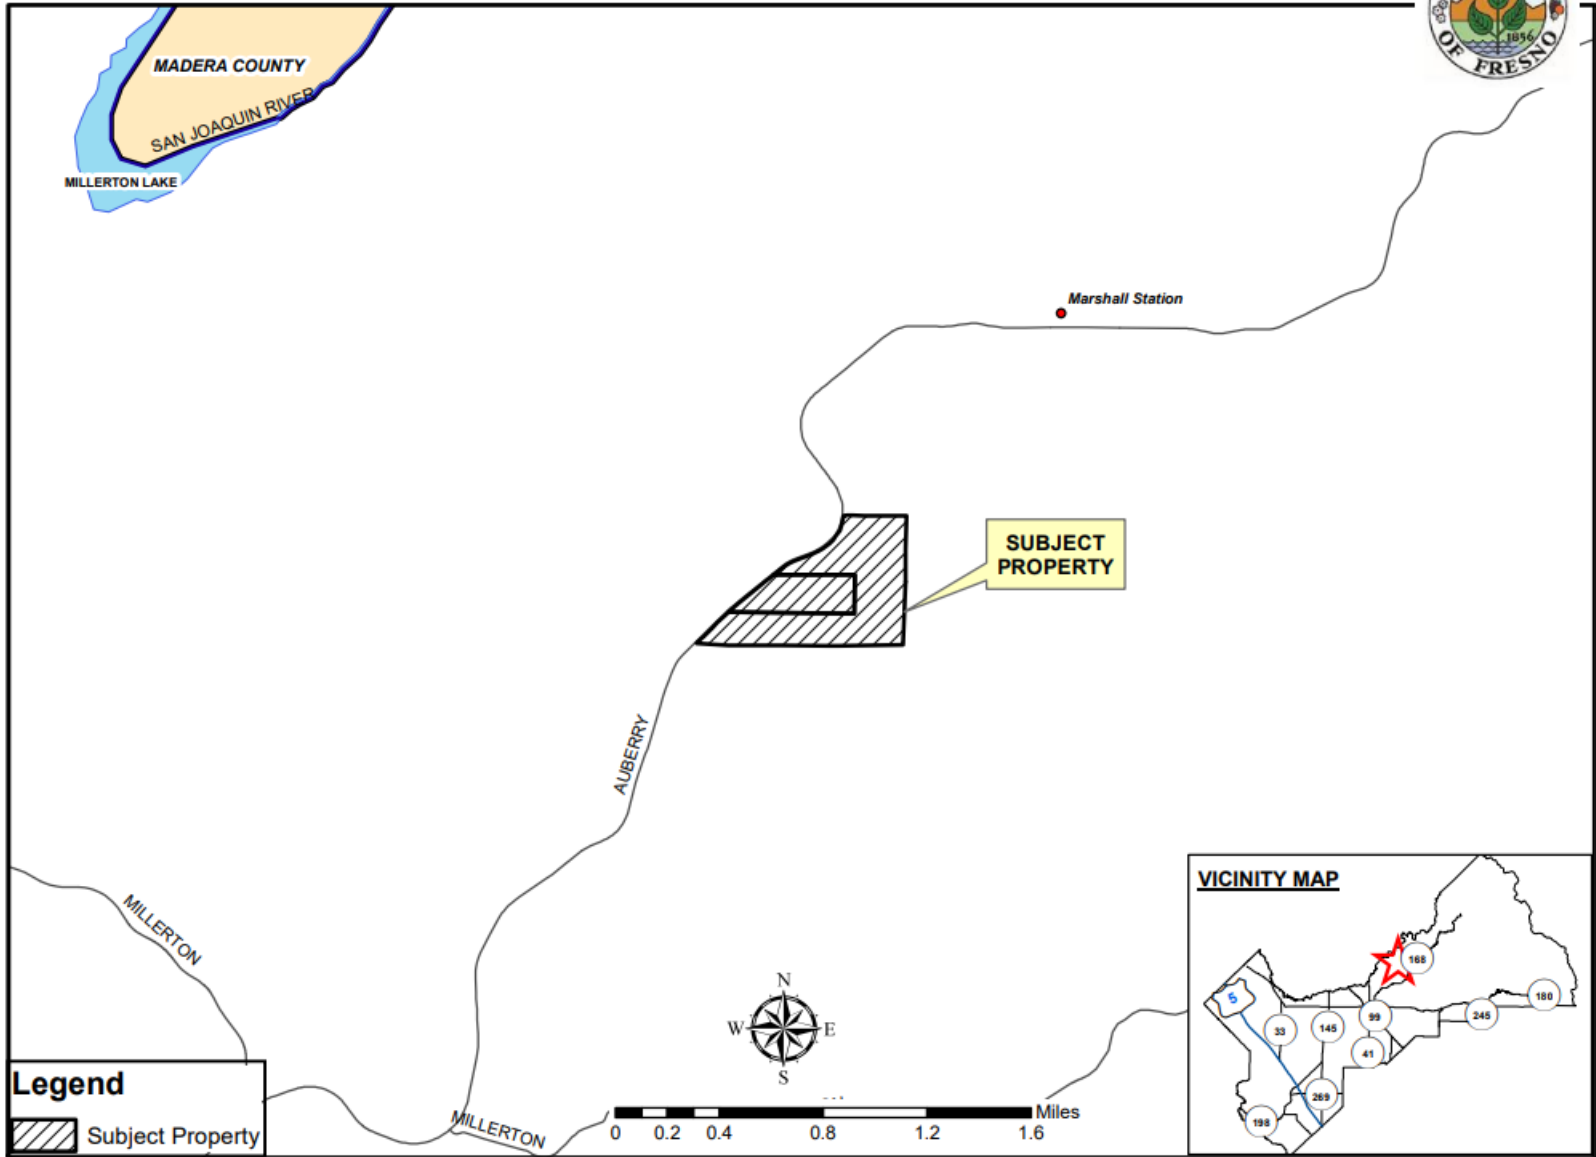 1856
OF FRESNO
MADERA COUNTY
SAN JOAQUIN RIVER
MILLERTON LAKE
Marshall Station
SUBJECT
PROPERTY
AUBERRY
MILLERTON
MILLERTON
N
W
E
S
Miles
0 0.2 0.4 0.8 1.2 1.6
Legend
Subject Property
VICINITY MAP
168
5
180
245
99
33
145
41
269
198